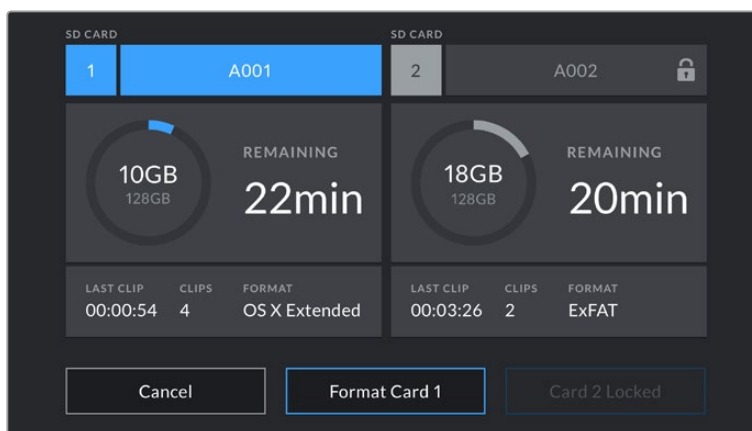 SD CARD
1 A001
10GB
128GB
REMAINING
22min
LAST CLIP CLIPS FORMAT
00:00:54 4 OS X Extended
SD CARD
2 A002
18GB
128GB
REMAINING
20min
LAST CLIP CLIPS FORMAT
00:03:26 2 ExFAT
Cancel Format Card 1 Card 2 Locked